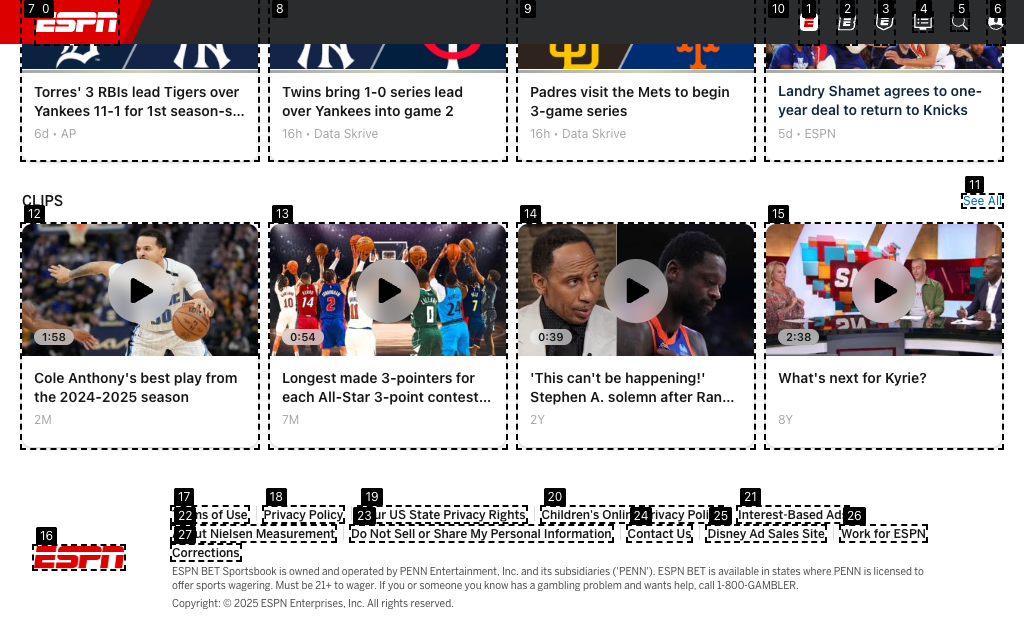 7 0 8 9 10 1 2 3 4 5 6
ESPN
Torres' 3 RBIs lead Tigers over
Yankees 11-1 for 1st season-s...
6d • AP
Twins bring 1-0 series lead
over Yankees into game 2
16h • Data Skrive
Padres visit the Mets to begin
3-game series
16h • Data Skrive
Landry Shamet agrees to one-
year deal to return to Knicks
5d • ESPN
11
CLIPS
See All
12 13 14 15
1:58
Cole Anthony's best play from
the 2024-2025 season
2M
0:54
Longest made 3-pointers for
each All-Star 3-point contest...
7M
0:39
'This can't be happening!'
Stephen A. solemn after Ran...
2Y
2:38
What's next for Kyrie?
8Y
16
ESPN
17 18 19 20 21
of Use Privacy Policy US State Privacy Rights Children's Policy Interest-Based Ads
22 23 24 25 26
Nielsen Measurement Do Not Sell or Share My Personal Information Contact Us Disney Ad Sales Site Work for ESPN
27
Corrections
ESPN BET Sportsbook is owned and operated by PENN Entertainment, Inc. and its subsidiaries ('PENN'). ESPN BET is available in states where PENN is licensed to
offer sports wagering. Must be 21+ to wager. If you or someone you know has a gambling problem and wants help, call 1-800-GAMBLER.
Copyright: © 2025 ESPN Enterprises, Inc. All rights reserved.